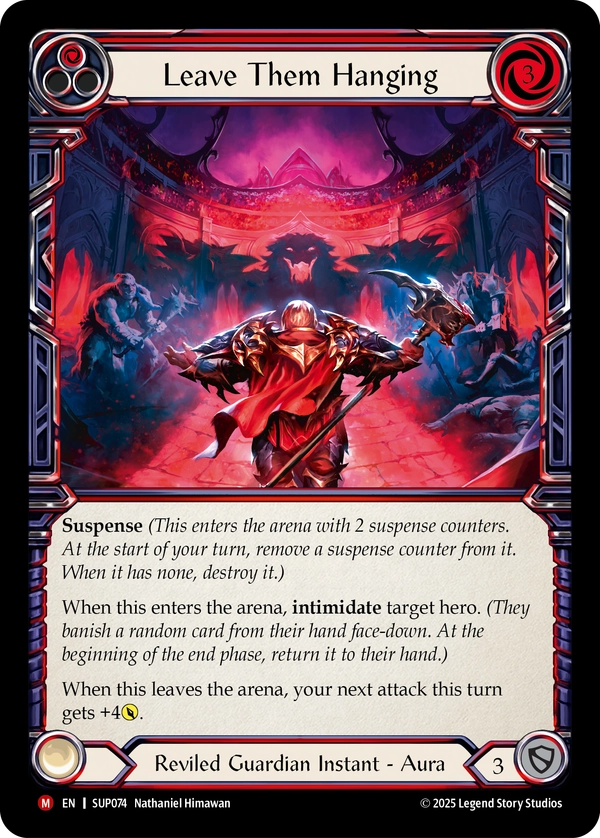 Leave Them Hanging
3
Suspense (This enters the arena with 2 suspense counters.
At the start of your turn, remove a suspense counter from it.
When it has none, destroy it.)
When this enters the arena, intimidate target hero. (They
banish a random card from their hand face-down. At the
beginning of the end phase, return it to their hand.)
When this leaves the arena, your next attack this turn
gets +4.
Reviled Guardian Instant - Aura
3
M EN | SUP074 Nathaniel Himawan
© 2025 Legend Story Studios